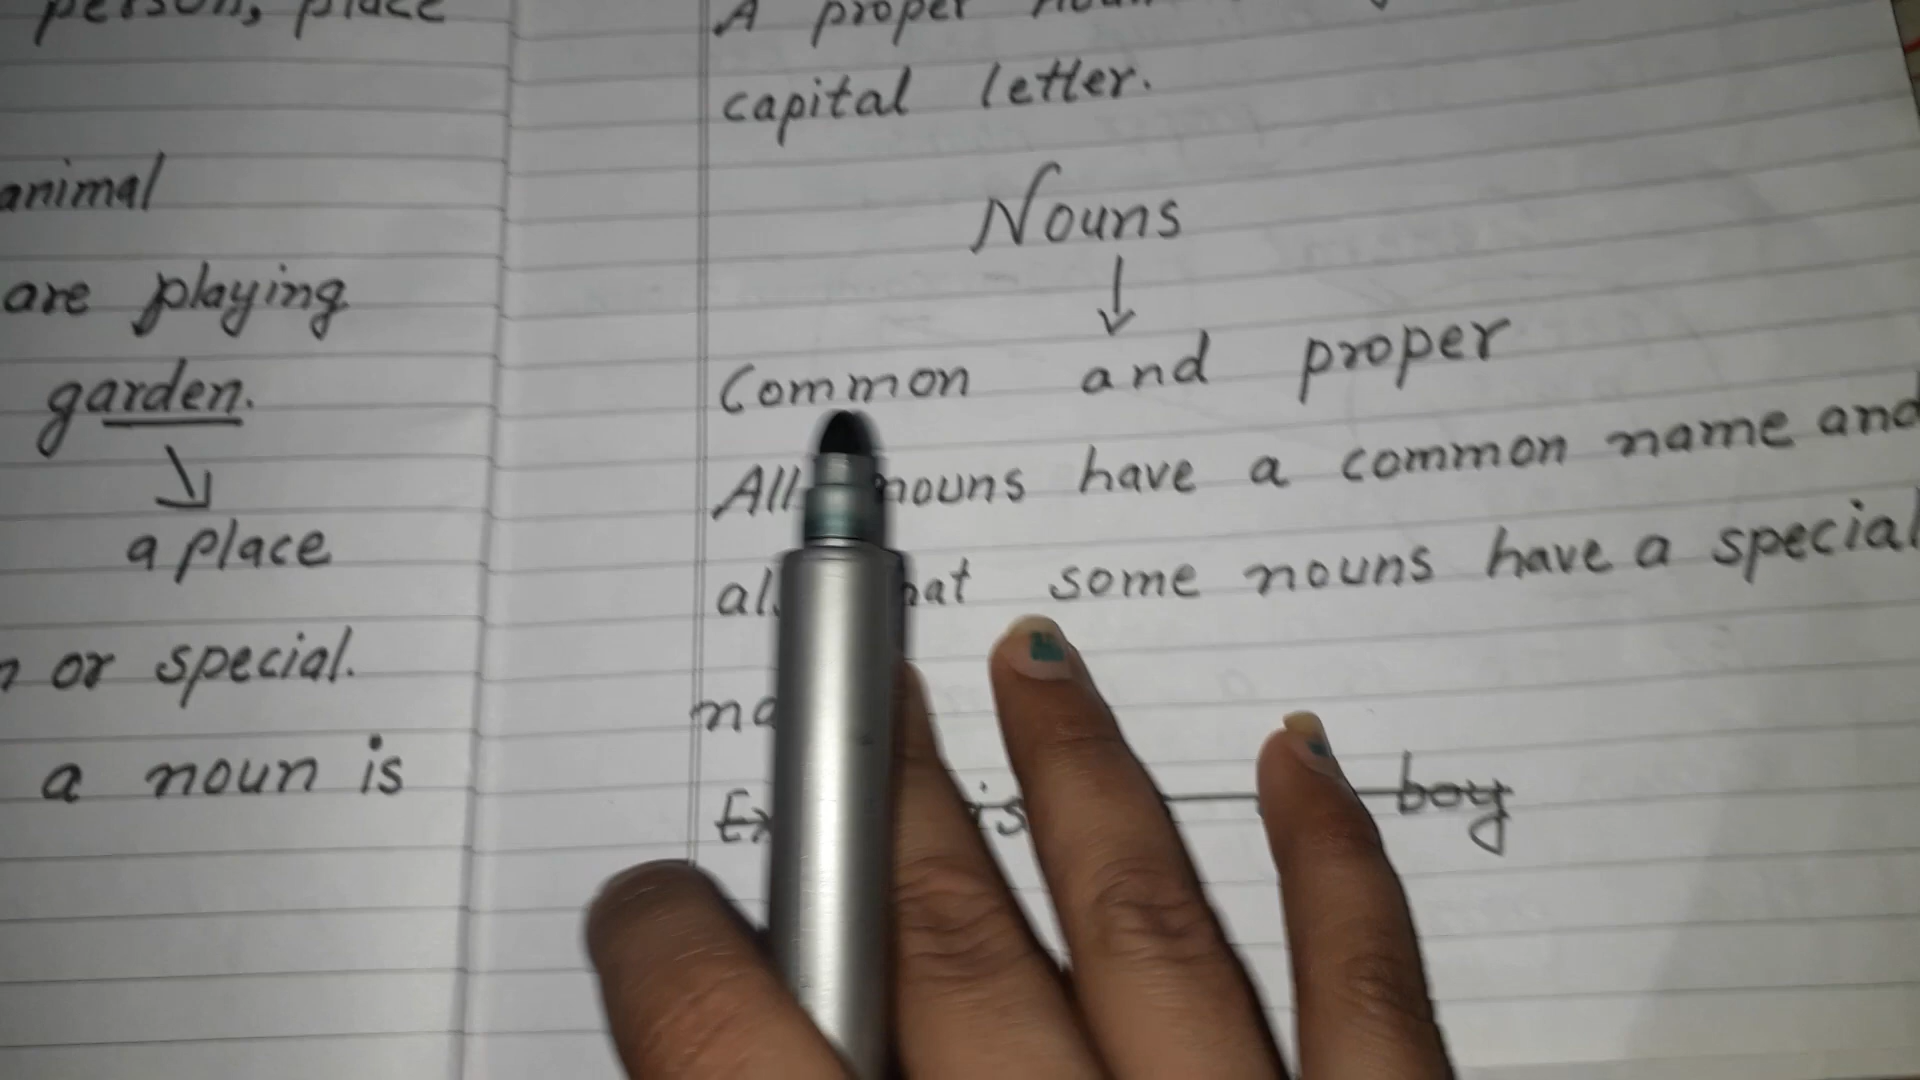 person, place
animal
are playing
garden.
a place
or special.
a noun is
A proper
capital letter.
Nouns
Common and proper
All nouns have a common name and
some nouns have a special
is boy